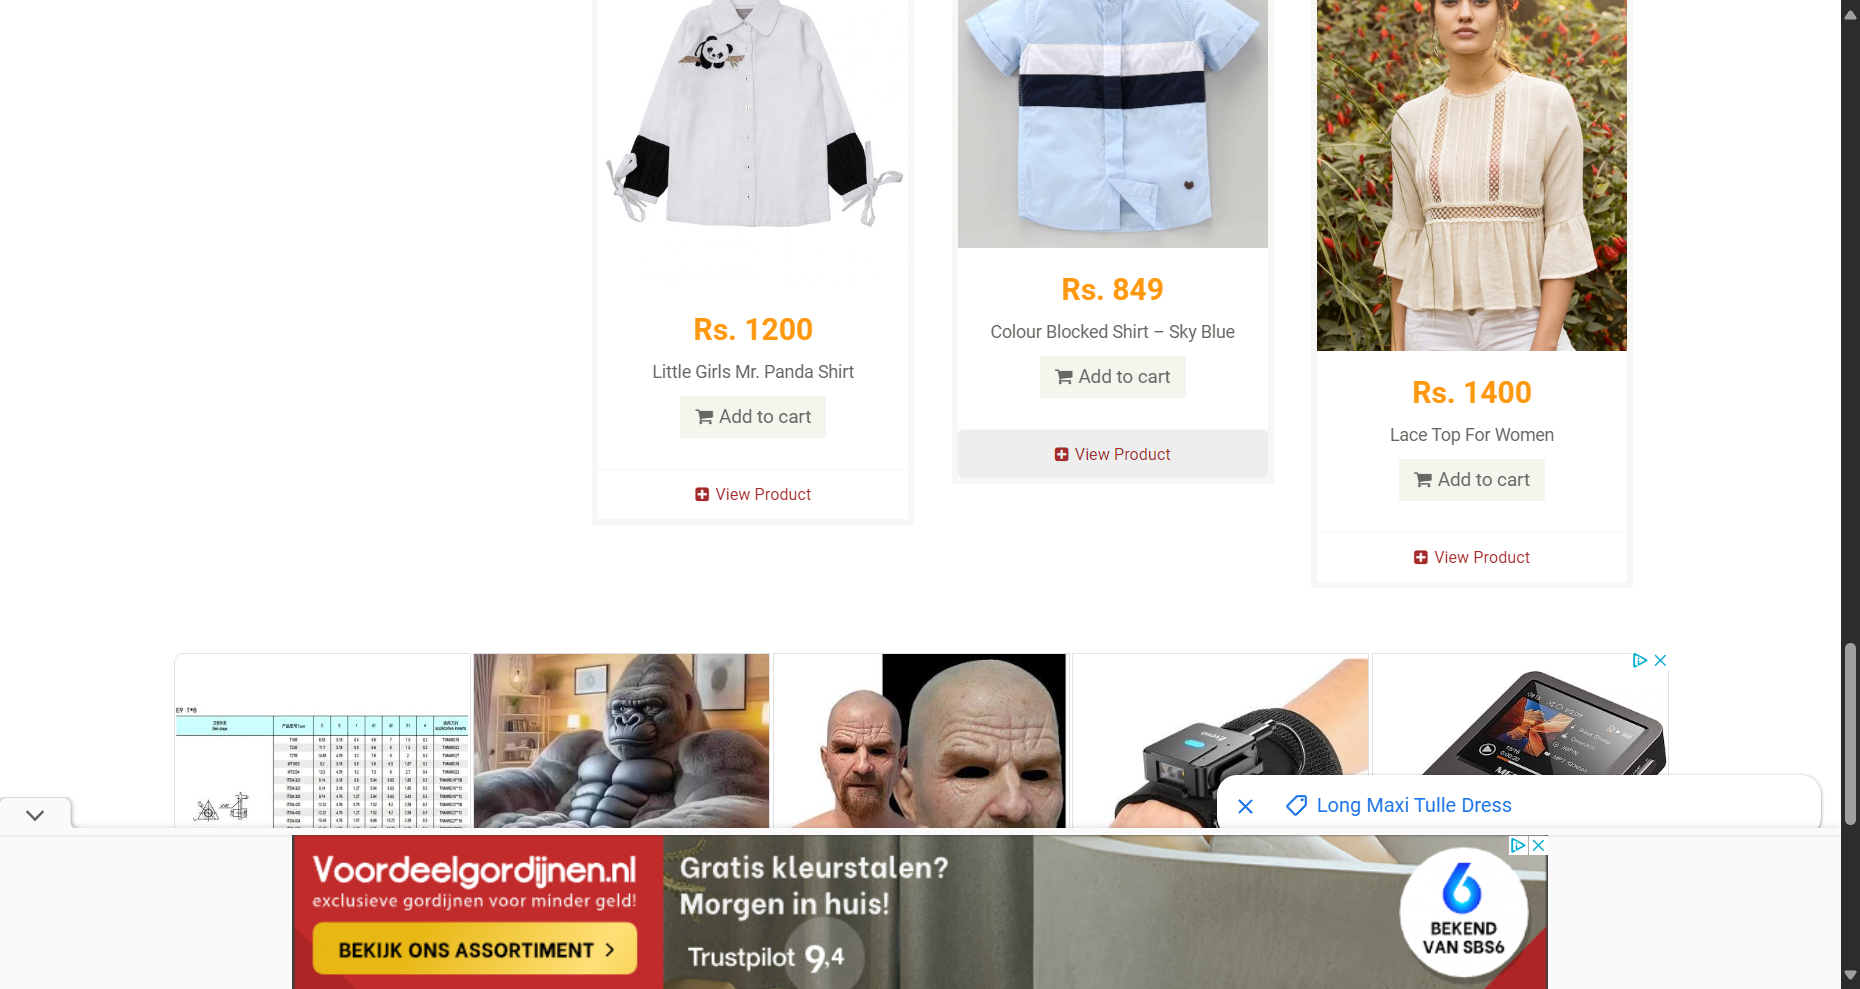 Rs. 1200
Little Girls Mr. Panda Shirt
Add to cart
View Product
Rs. 849
Colour Blocked Shirt – Sky Blue
Add to cart
View Product
Rs. 1400
Lace Top For Women
Add to cart
View Product
Long Maxi Tulle Dress
Voordeelgordijnen.nl
exclusieve gordijnen voor minder geld!
BEKIJK ONS ASSORTIMENT
Gratis kleurstalen?
Morgen in huis!
Trustpilot 9,4
6
BEKEND
VAN SBS6